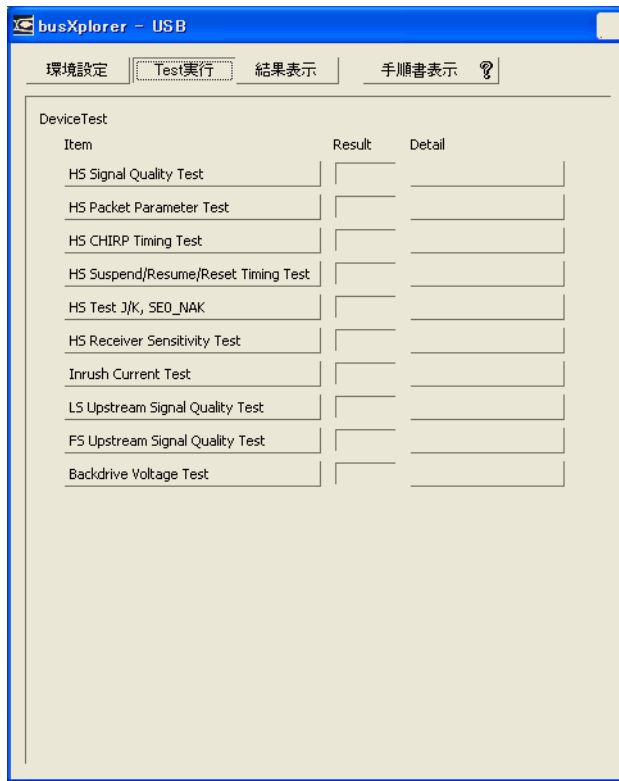 busXplorer - USB
環境設定 Test実行 結果表示 手順書表示 ?
DeviceTest
Item Result Detail
HS Signal Quality Test
HS Packet Parameter Test
HS CHIRP Timing Test
HS Suspend/Resume/Reset Timing Test
HS Test J/K, SE0_NAK
HS Receiver Sensitivity Test
Inrush Current Test
LS Upstream Signal Quality Test
FS Upstream Signal Quality Test
Backdrive Voltage Test